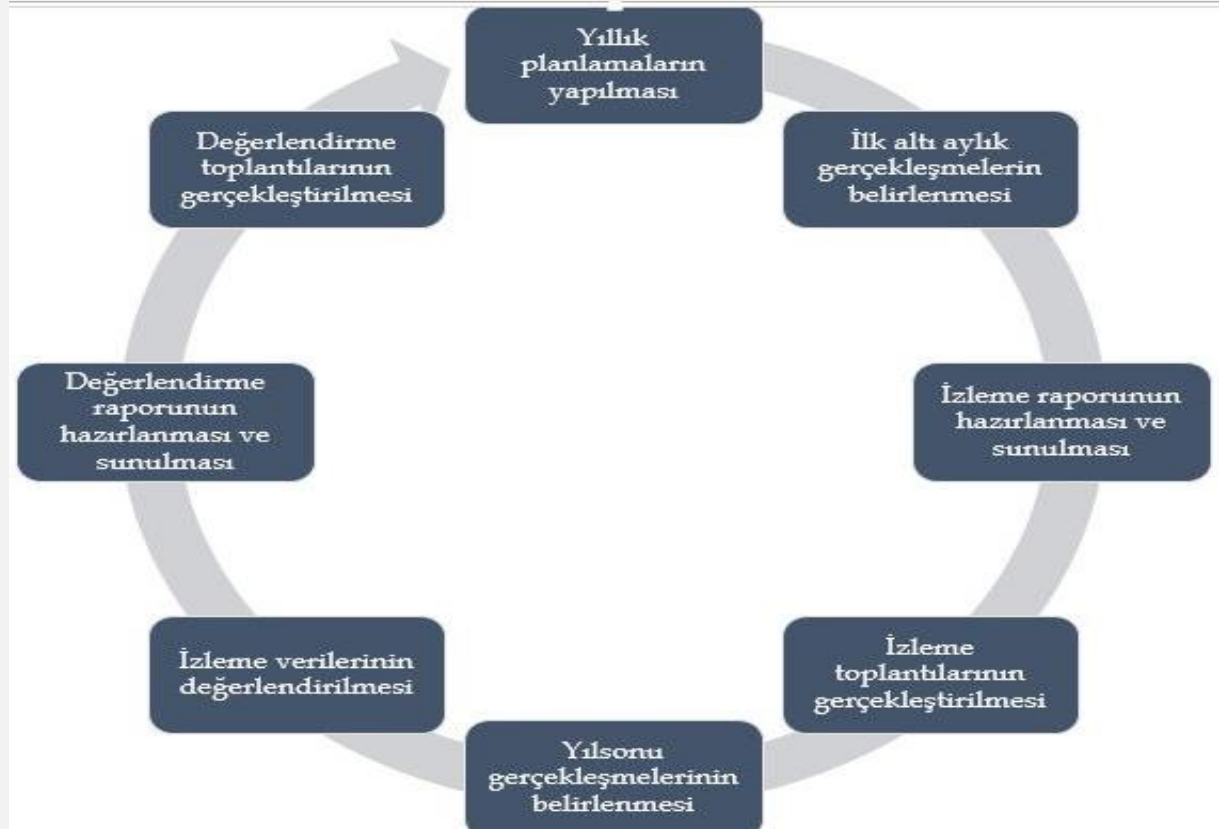 Yıllık
planlamaların
yapılması
İlk altı aylık
gerçekleşmelerin
belirlenmesi
İzleme raporunun
hazırlanması ve
sunulması
İzleme
toplantılarının
gerçekleştirilmesi
Yılsonu
gerçekleşmelerinin
belirlenmesi
İzleme verilerinin
değerlendirilmesi
Değerlendirme
raporunun
hazırlanması ve
sunulması
Değerlendirme
toplantılarının
gerçekleştirilmesi